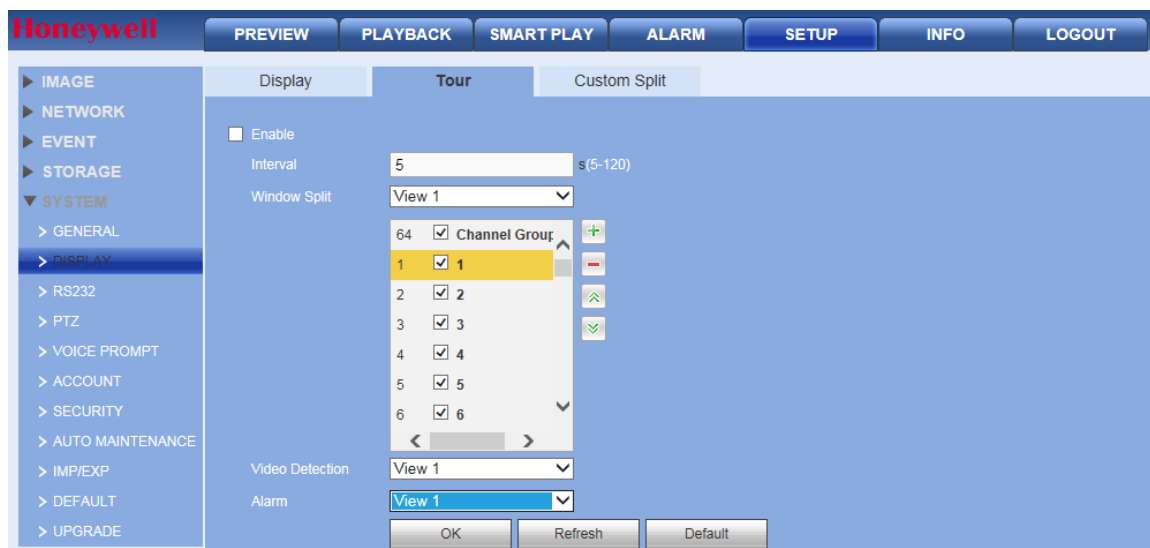 Honeywell
PREVIEW PLAYBACK SMART PLAY ALARM SETUP INFO LOGOUT
IMAGE
NETWORK
EVENT
STORAGE
SYSTEM
> GENERAL
> DISPLAY
> RS232
> PTZ
> VOICE PROMPT
> ACCOUNT
> SECURITY
> AUTO MAINTENANCE
> IMP/EXP
> DEFAULT
> UPGRADE
Display Tour Custom Split
Enable
Interval 5 s(5-120)
Window Split View 1
64 Channel Group
1 1
2 2
3 3
4 4
5 5
6 6
Video Detection View 1
Alarm View 1
OK Refresh Default